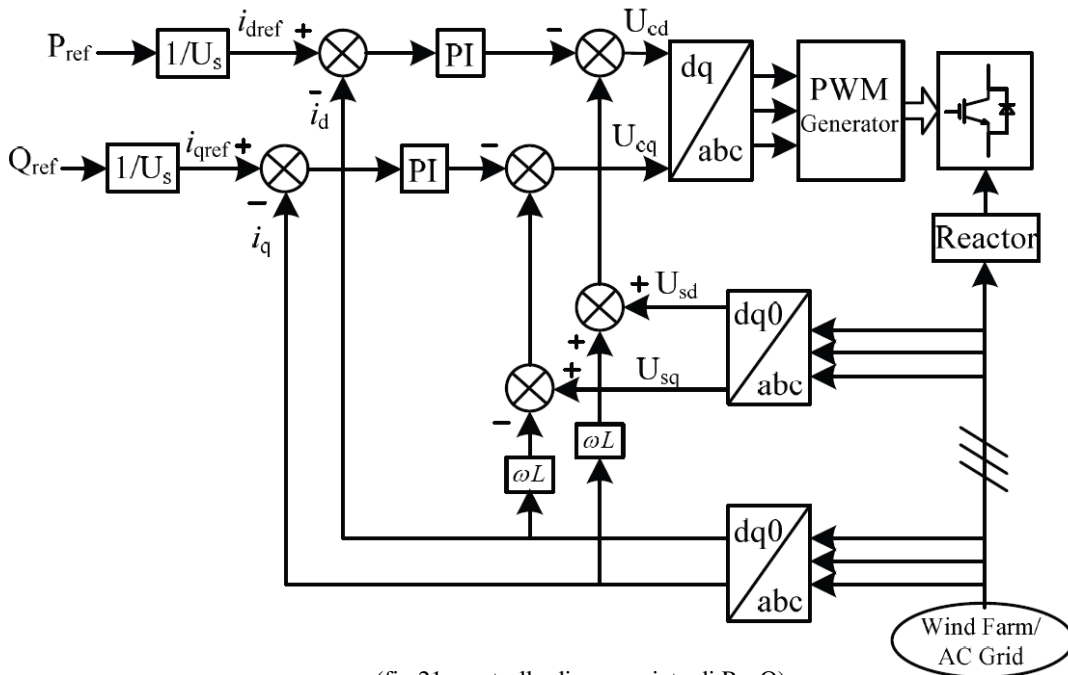 P_ref
1/U_s
i_dref
+
-
i_d
PI
-
U_cd
dq
abc
PWM
Generator
Q_ref
1/U_s
i_qref
+
-
i_q
PI
-
U_cq
Reactor
+
U_sd
+
dq0
abc
+
U_sq
-
ωL
ωL
dq0
abc
Wind Farm/
AC Grid